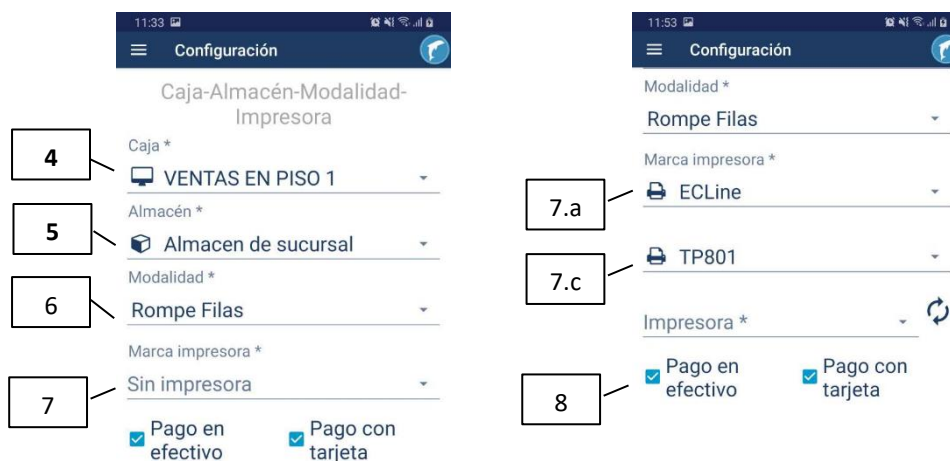 11:33
Configuración
Caja-Almacén-Modalidad-
Impresora
Caja *
4
VENTAS EN PISO 1
Almacén *
5
Almacen de sucursal
Modalidad *
6
Rompe Filas
Marca impresora *
7
Sin impresora
Pago en
efectivo
Pago con
tarjeta
11:53
Configuración
Modalidad *
Rompe Filas
Marca impresora *
7.a
ECLine
7.c
TP801
Impresora *
8
Pago en
efectivo
Pago con
tarjeta